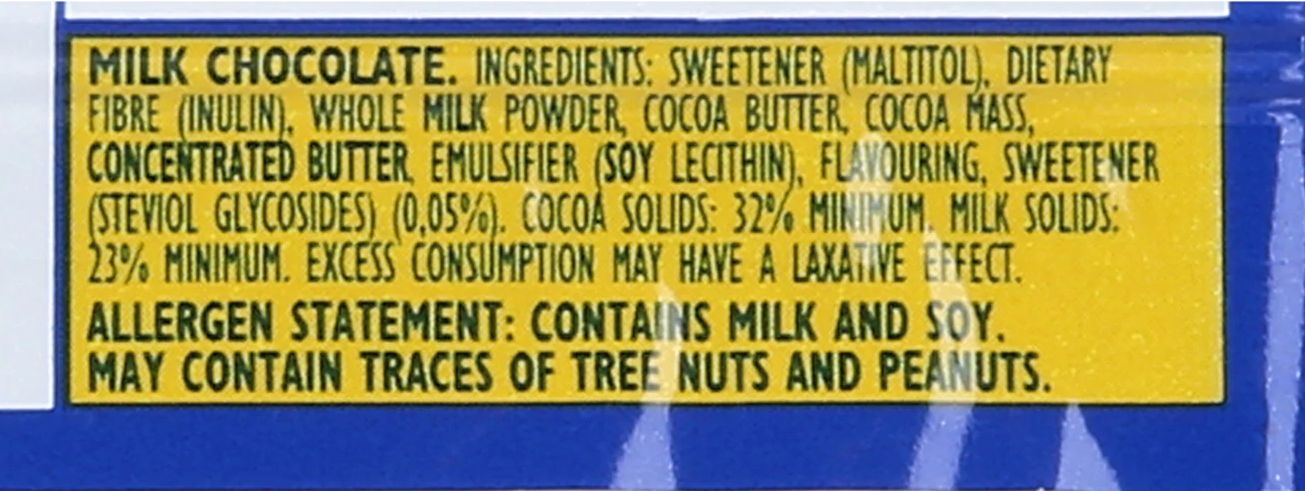 MILK CHOCOLATE. INGREDIENTS: SWEETENER (MALTITOL), DIETARY
FIBRE (INULIN), WHOLE MILK POWDER, COCOA BUTTER, COCOA MASS,
CONCENTRATED BUTTER, EMULSIFIER (SOY LECITHIN), FLAVOURING, SWEETENER
(STEVIOL GLYCOSIDES) (0,05%). COCOA SOLIDS: 32% MINIMUM. MILK SOLIDS:
23% MINIMUM. EXCESS CONSUMPTION MAY HAVE A LAXATIVE EFFECT.
ALLERGEN STATEMENT: CONTAINS MILK AND SOY.
MAY CONTAIN TRACES OF TREE NUTS AND PEANUTS.